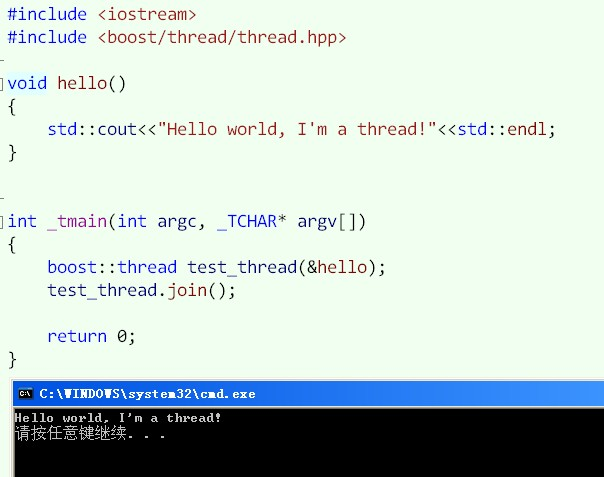 #include <iostream>
#include <boost/thread/thread.hpp>
void hello()
{
    std::cout<<"Hello world, I'm a thread!"<<std::endl;
}
int _tmain(int argc, _TCHAR* argv[])
{
    boost::thread test_thread(&hello);
    test_thread.join();
    return 0;
}
C:\WINDOWS\system32\cmd.exe
Hello world, I'm a thread!
请按任意键继续. . .